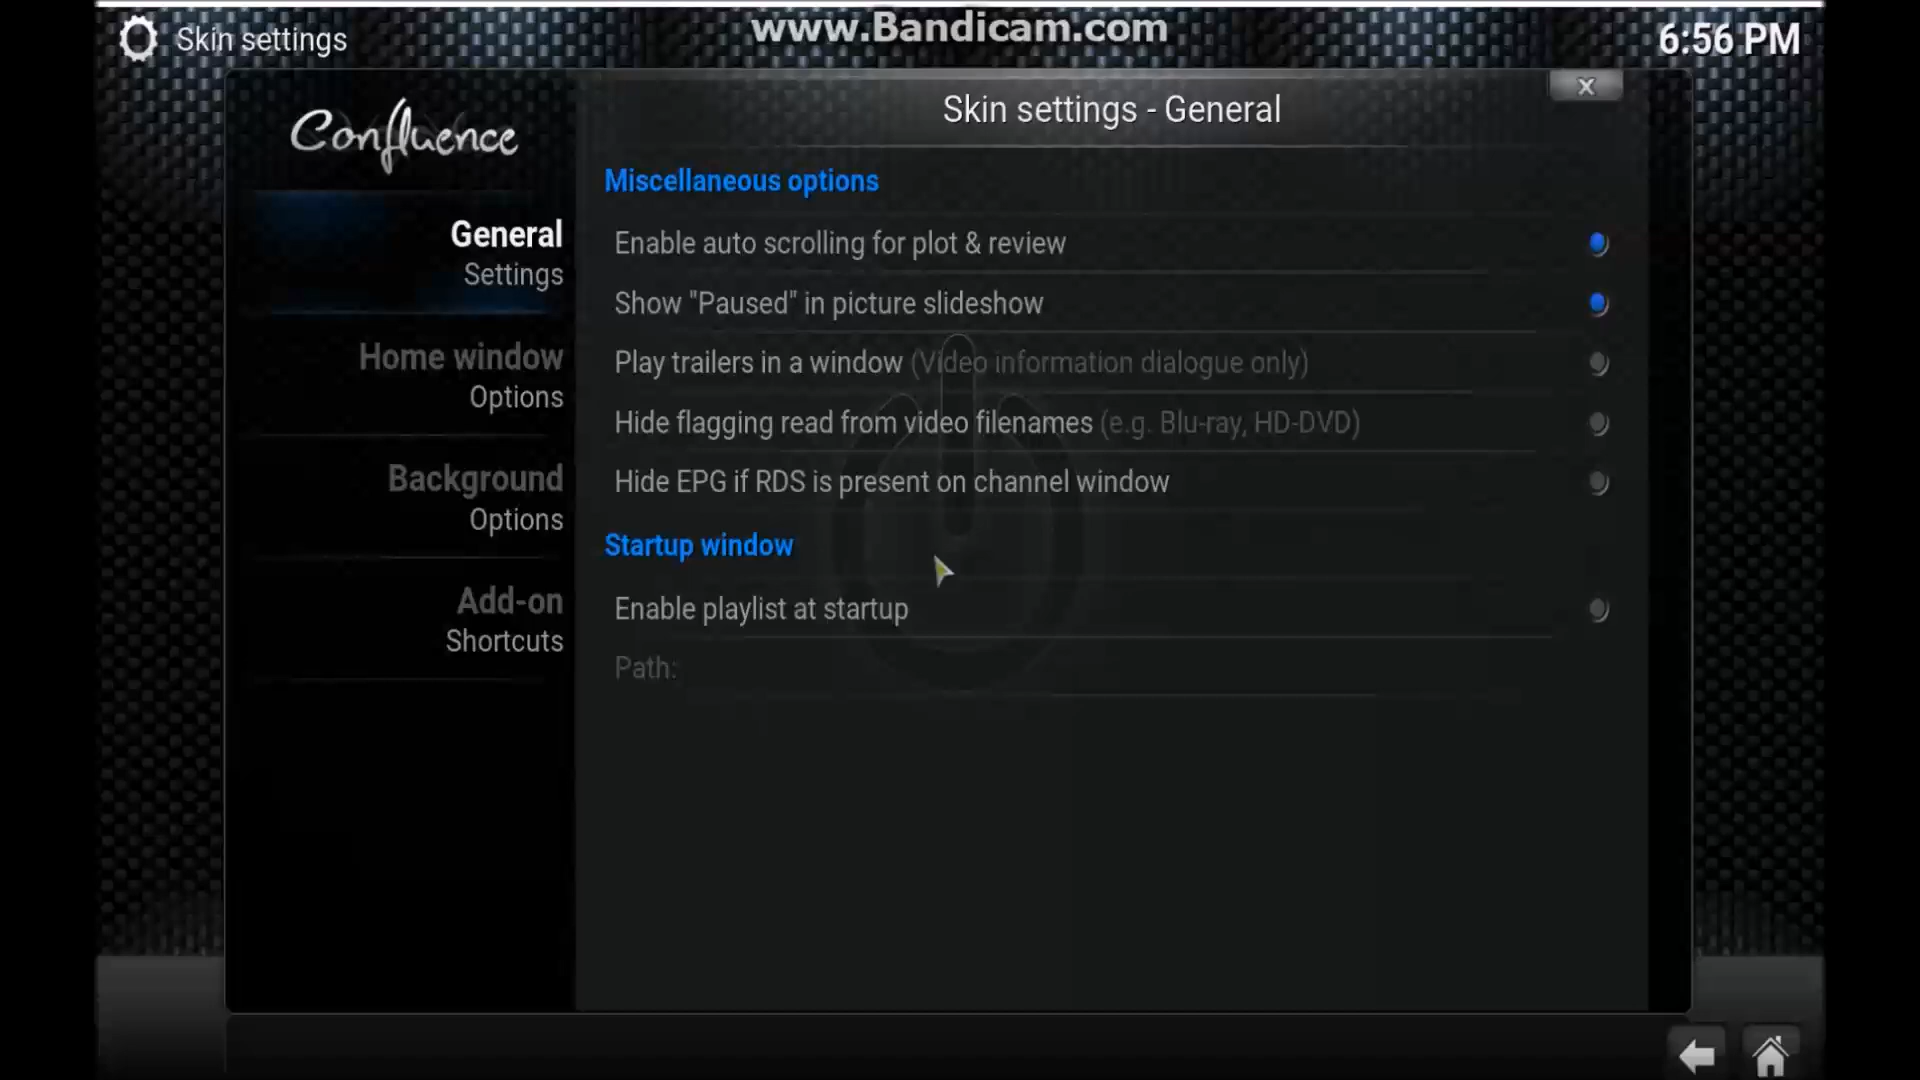 Skin settings
www.Bandicam.com
6:56 PM
Confluence
Skin settings - General
x
General
Settings
Home window
Options
Background
Options
Add-on
Shortcuts
Miscellaneous options
Enable auto scrolling for plot & review
Show "Paused" in picture slideshow
Play trailers in a window (Video information dialogue only)
Hide flagging read from video filenames (e.g. Blu-ray, HD-DVD)
Hide EPG if RDS is present on channel window
Startup window
Enable playlist at startup
Path: